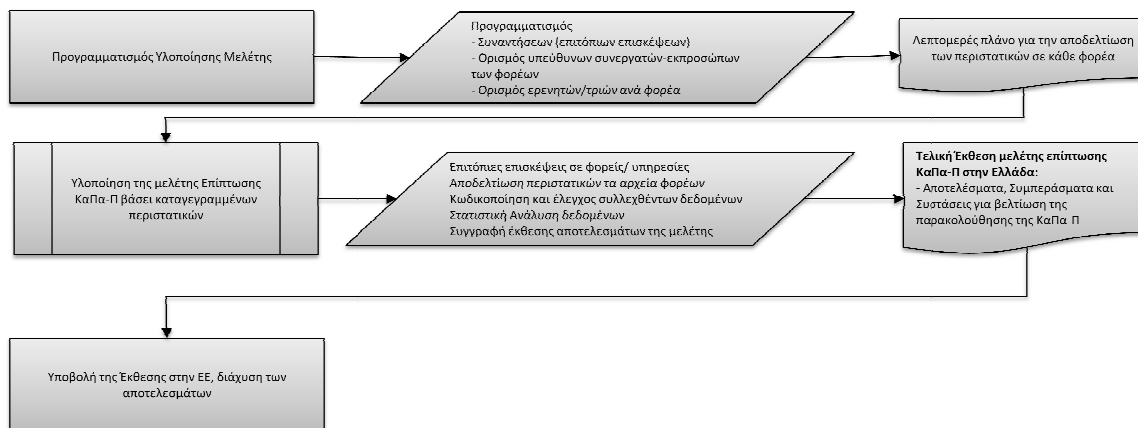 Προγραμματισμός Υλοποίησης Μελέτης
Προγραμματισμός
- Συναντήσεων (επιτόπιων επισκέψεων)
- Ορισμός υπεύθυνων συνεργατών-εκπροσώπων
των φορέων
- Ορισμός ερενητών/τριών ανά φορέα
Λεπτομερές πλάνο για την αποδελτίωση
των περιστατικών σε κάθε φορέα
Υλοποίηση της μελέτης Επίπτωσης
ΚαΠα-Π βάσει καταγεγραμμένων
περιστατικών
Επιτόπιες επισκέψεις σε φορείς/ υπηρεσίες
Αποδελτίωση περιστατικών τα αρχεία φορέων
Κωδικοποίηση και έλεγχος συλλεχθέντων δεδομένων
Στατιστική Ανάλυση δεδομένων
Συγγραφή έκθεσης αποτελεσμάτων της μελέτης
Τελική Έκθεση μελέτης επίπτωσης
ΚαΠα-Π στην Ελλάδα:
- Αποτελέσματα, Συμπεράσματα και
Συστάσεις για βελτίωση της
παρακολούθησης της ΚαΠα-Π
Υποβολή της Έκθεσης στην ΕΕ, διάχυση των
αποτελεσμάτων